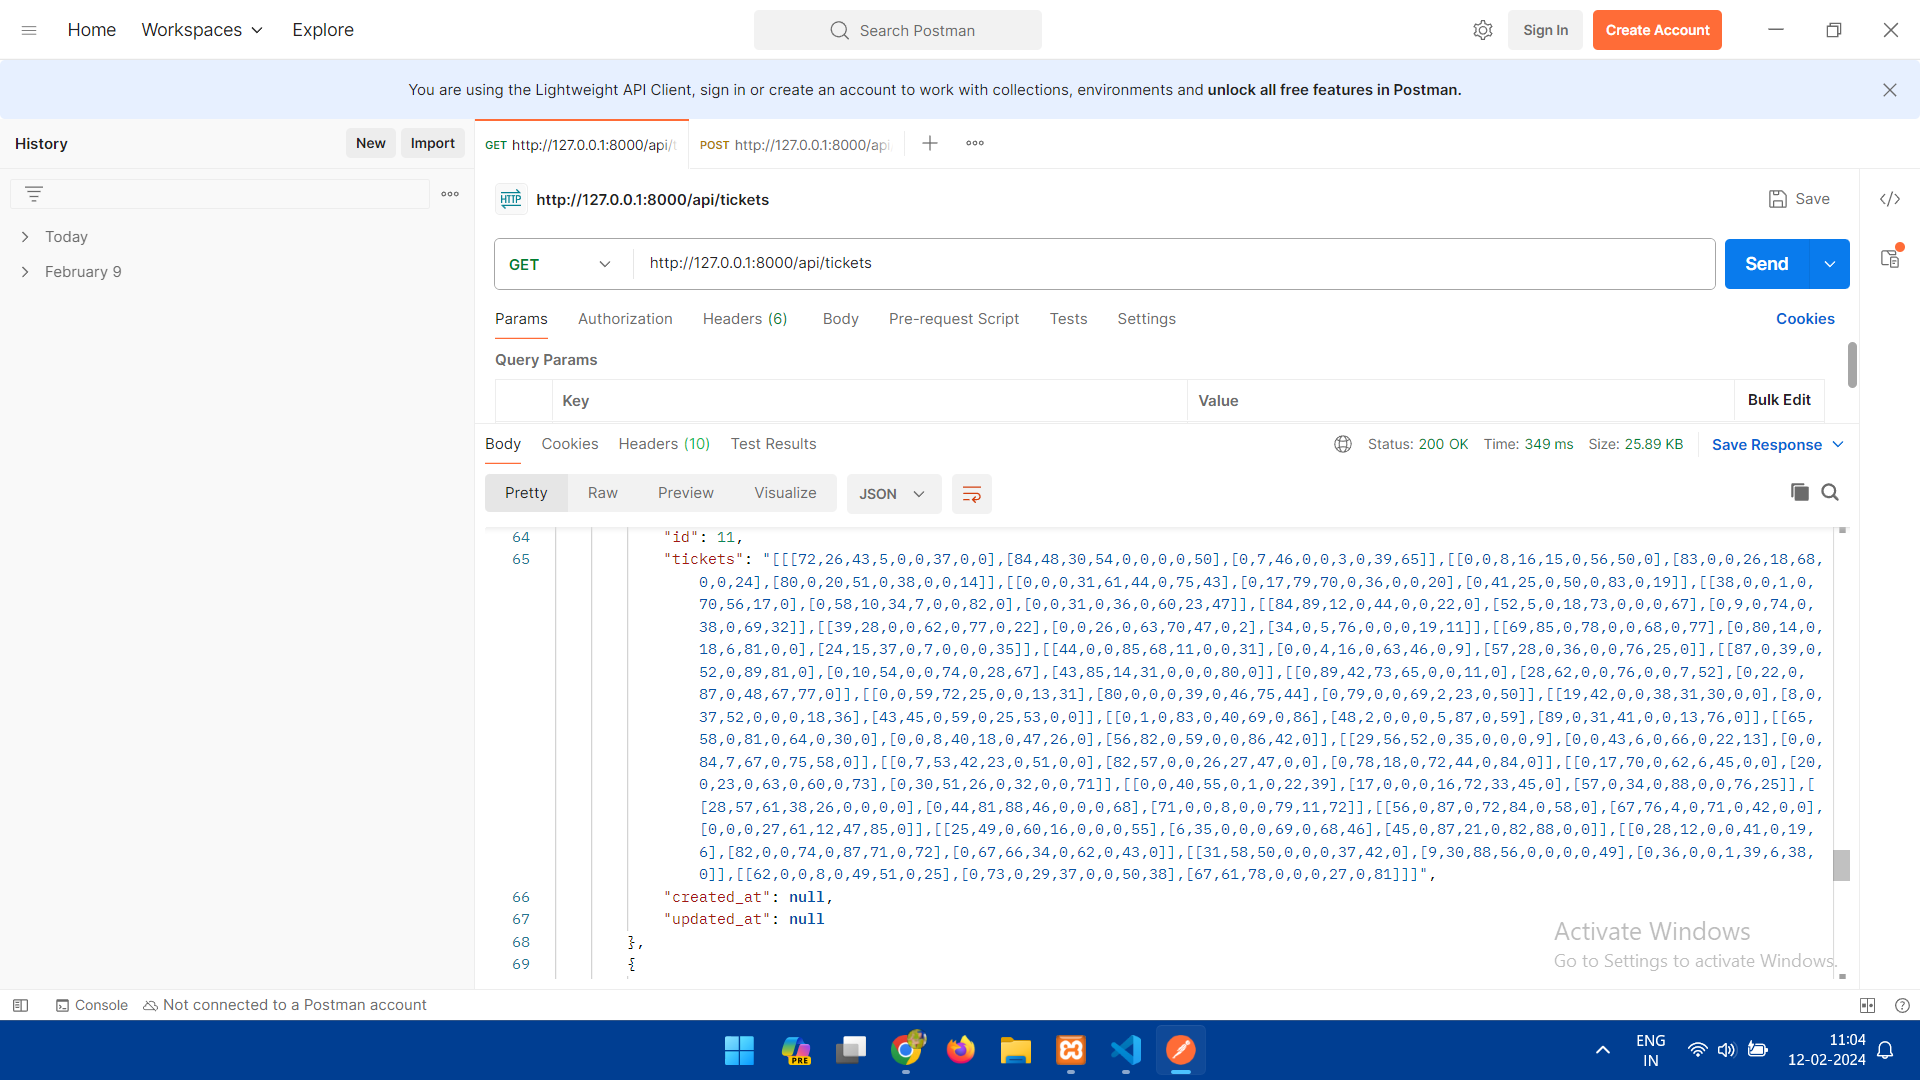 Home
Workspaces
Explore
Search Postman
Sign In
Create Account
You are using the Lightweight API Client, sign in or create an account to work with collections, environments and unlock all free features in Postman.
History
New
Import
GET http://127.0.0.1:8000/api/t
POST http://127.0.0.1:8000/api
Today
February 9
HTTP
http://127.0.0.1:8000/api/tickets
Save
GET
http://127.0.0.1:8000/api/tickets
Send
Params
Authorization
Headers (6)
Body
Pre-request Script
Tests
Settings
Cookies
Query Params
Key
Value
Bulk Edit
Body
Cookies
Headers (10)
Test Results
Status: 200 OK
Time: 349 ms
Size: 25.89 KB
Save Response
Pretty
Raw
Preview
Visualize
JSON
64 "id": 11,
65 "tickets": "[[[72,26,43,5,0,0,37,0,0],[84,48,30,54,0,0,0,0,50],[0,7,46,0,0,3,0,39,65]],[[0,0,8,16,15,0,56,50,0],[83,0,0,26,18,68,
0,0,24],[80,0,20,51,0,38,0,0,14]],[[0,0,0,31,61,44,0,75,43],[0,17,79,70,0,36,0,0,20],[0,41,25,0,50,0,83,0,19]],[[38,0,0,1,0,
70,56,17,0],[0,58,10,34,7,0,0,82,0],[0,0,31,0,36,0,60,23,47]],[[84,89,12,0,44,0,0,22,0],[52,5,0,18,73,0,0,0,67],[0,9,0,74,0,
38,0,69,32]],[[39,28,0,0,62,0,77,0,22],[0,0,26,0,63,70,47,0,2],[34,0,5,76,0,0,0,19,11]],[[69,85,0,78,0,0,68,0,77],[0,80,14,0,
18,6,81,0,0],[24,15,37,0,7,0,0,0,35]],[[44,0,0,85,68,11,0,0,31],[0,0,4,16,0,63,46,0,9],[57,28,0,36,0,0,76,25,0]],[[87,0,39,0,
52,0,89,81,0],[0,10,54,0,0,74,0,28,67],[43,85,14,31,0,0,0,80,0]],[[0,89,42,73,65,0,0,11,0],[28,62,0,0,76,0,0,7,52],[0,22,0,
87,0,48,67,77,0]],[[0,0,59,72,25,0,0,13,31],[80,0,0,0,39,0,46,75,44],[0,79,0,0,69,2,23,0,50]],[[19,42,0,0,38,31,30,0,0],[8,0,
37,52,0,0,0,18,36],[43,45,0,59,0,25,53,0,0]],[[0,1,0,83,0,40,69,0,86],[48,2,0,0,0,5,87,0,59],[89,0,31,41,0,0,13,76,0]],[[65,
58,0,81,0,64,0,30,0],[0,0,8,40,18,0,47,26,0],[56,82,0,59,0,0,86,42,0]],[[29,56,52,0,35,0,0,0,9],[0,0,43,6,0,66,0,22,13],[0,0,
84,7,67,0,75,58,0]],[[0,7,53,42,23,0,51,0,0],[82,57,0,0,26,27,47,0,0],[0,78,18,0,72,44,0,84,0]],[[0,17,70,0,62,6,45,0,0],[20,
0,23,0,63,0,60,0,73],[0,30,51,26,0,32,0,0,71]],[[0,0,40,55,0,1,0,22,39],[17,0,0,0,16,72,33,45,0],[57,0,34,0,88,0,0,76,25]],[
[28,57,61,38,26,0,0,0,0],[0,44,81,88,46,0,0,0,68],[71,0,0,8,0,0,79,11,72]],[[56,0,87,0,72,84,0,58,0],[67,76,4,0,71,0,42,0,0],
[0,0,0,27,61,12,47,85,0]],[[25,49,0,60,16,0,0,0,55],[6,35,0,0,0,69,0,68,46],[45,0,87,21,0,82,88,0,0]],[[0,28,12,0,0,41,0,19,
6],[82,0,0,74,0,87,71,0,72],[0,67,66,34,0,62,0,43,0]],[[31,58,50,0,0,0,37,42,0],[9,30,88,56,0,0,0,0,49],[0,36,0,0,1,39,6,38,
0]],[[62,0,0,8,0,49,51,0,25],[0,73,0,29,37,0,0,50,38],[67,61,78,0,0,0,27,0,81]]]",
66 "created_at": null,
67 "updated_at": null
68 },
69 {
Activate Windows
Go to Settings to activate Windows.
Console
Not connected to a Postman account
PRE
ENG
IN
11:04
12-02-2024